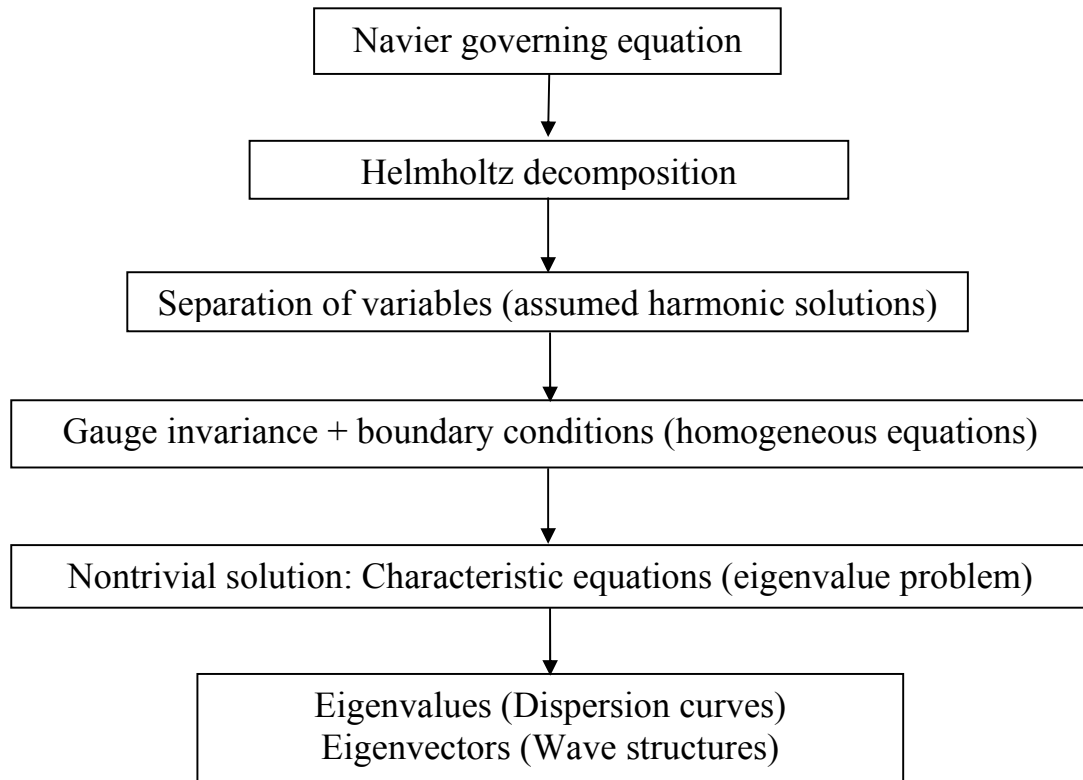 Navier governing equation
Helmholtz decomposition
Separation of variables (assumed harmonic solutions)
Gauge invariance + boundary conditions (homogeneous equations)
Nontrivial solution: Characteristic equations (eigenvalue problem)
Eigenvalues (Dispersion curves)
Eigenvectors (Wave structures)